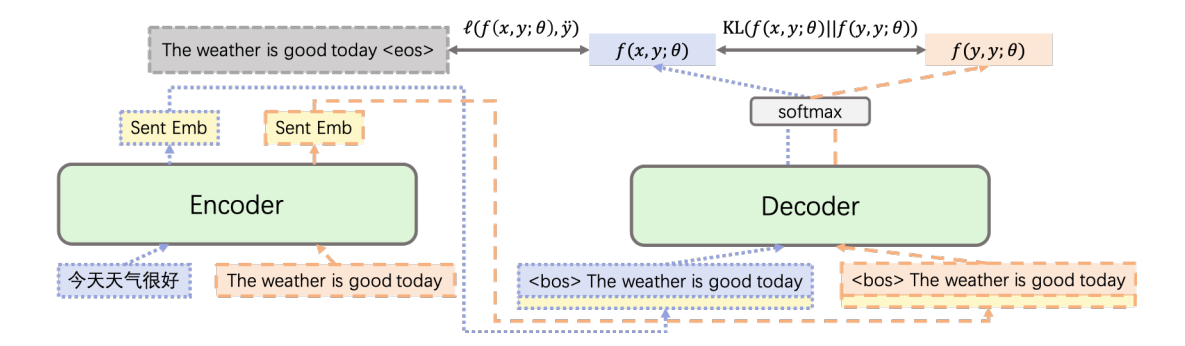 ℓ(f(x, y; θ), ÿ)
KL(f(x, y; θ)||f(y, y; θ))
The weather is good today <eos>
f(x, y; θ)
f(y, y; θ)
softmax
Sent Emb
Sent Emb
Encoder
Decoder
今天天气很好
The weather is good today
<bos> The weather is good today
<bos> The weather is good today